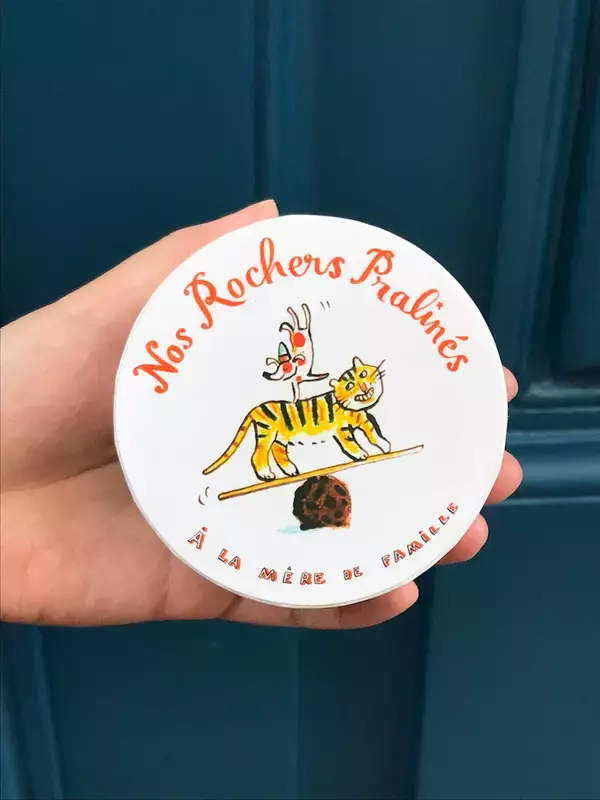 Nos Rochers Pralinés
À LA MÈRE DE FAMILLE